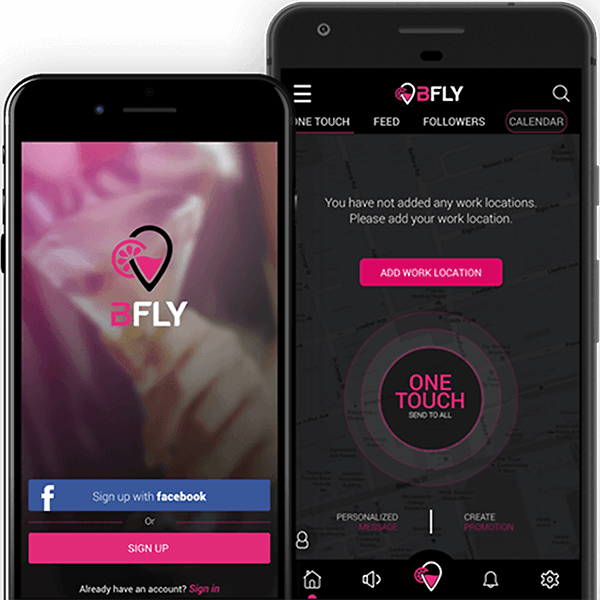 BFLY
Sign up with facebook
Or
SIGN UP
Already have an account? Sign in
BFLY
ONE TOUCH FEED FOLLOWERS CALENDAR
You have not added any work locations.
Please add your work location.
ADD WORK LOCATION
ONE
TOUCH
SEND TO ALL
PERSONALIZED
MESSAGE
CREATE
PROMOTION